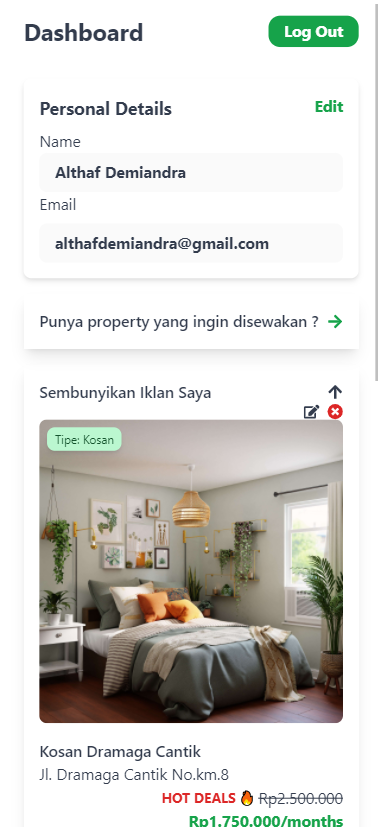 Dashboard
Log Out
Personal Details
Edit
Name
Althaf Demiandra
Email
althafdemiandra@gmail.com
Punya property yang ingin disewakan ?
Sembunyikan Iklan Saya
Tipe: Kosan
Kosan Dramaga Cantik
Jl. Dramaga Cantik No.km.8
HOT DEALS 🔥 Rp2.500.000
Rp1.750.000/months